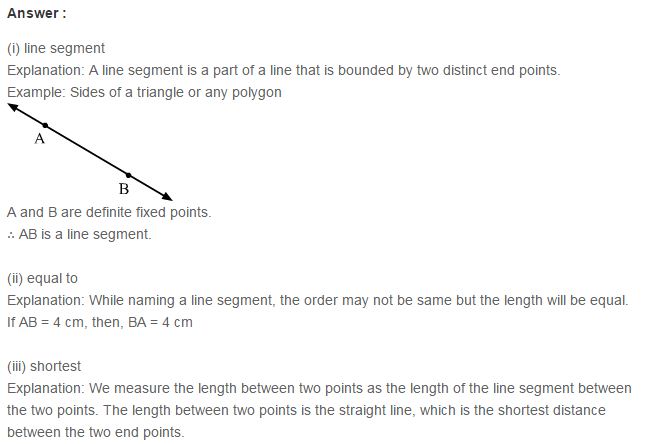 Answer :
(i) line segment
Explanation: A line segment is a part of a line that is bounded by two distinct end points.
Example: Sides of a triangle or any polygon
A
B
A and B are definite fixed points.
∴ AB is a line segment.
(ii) equal to
Explanation: While naming a line segment, the order may not be same but the length will be equal.
If AB = 4 cm, then, BA = 4 cm
(iii) shortest
Explanation: We measure the length between two points as the length of the line segment between
the two points. The length between two points is the straight line, which is the shortest distance
between the two end points.